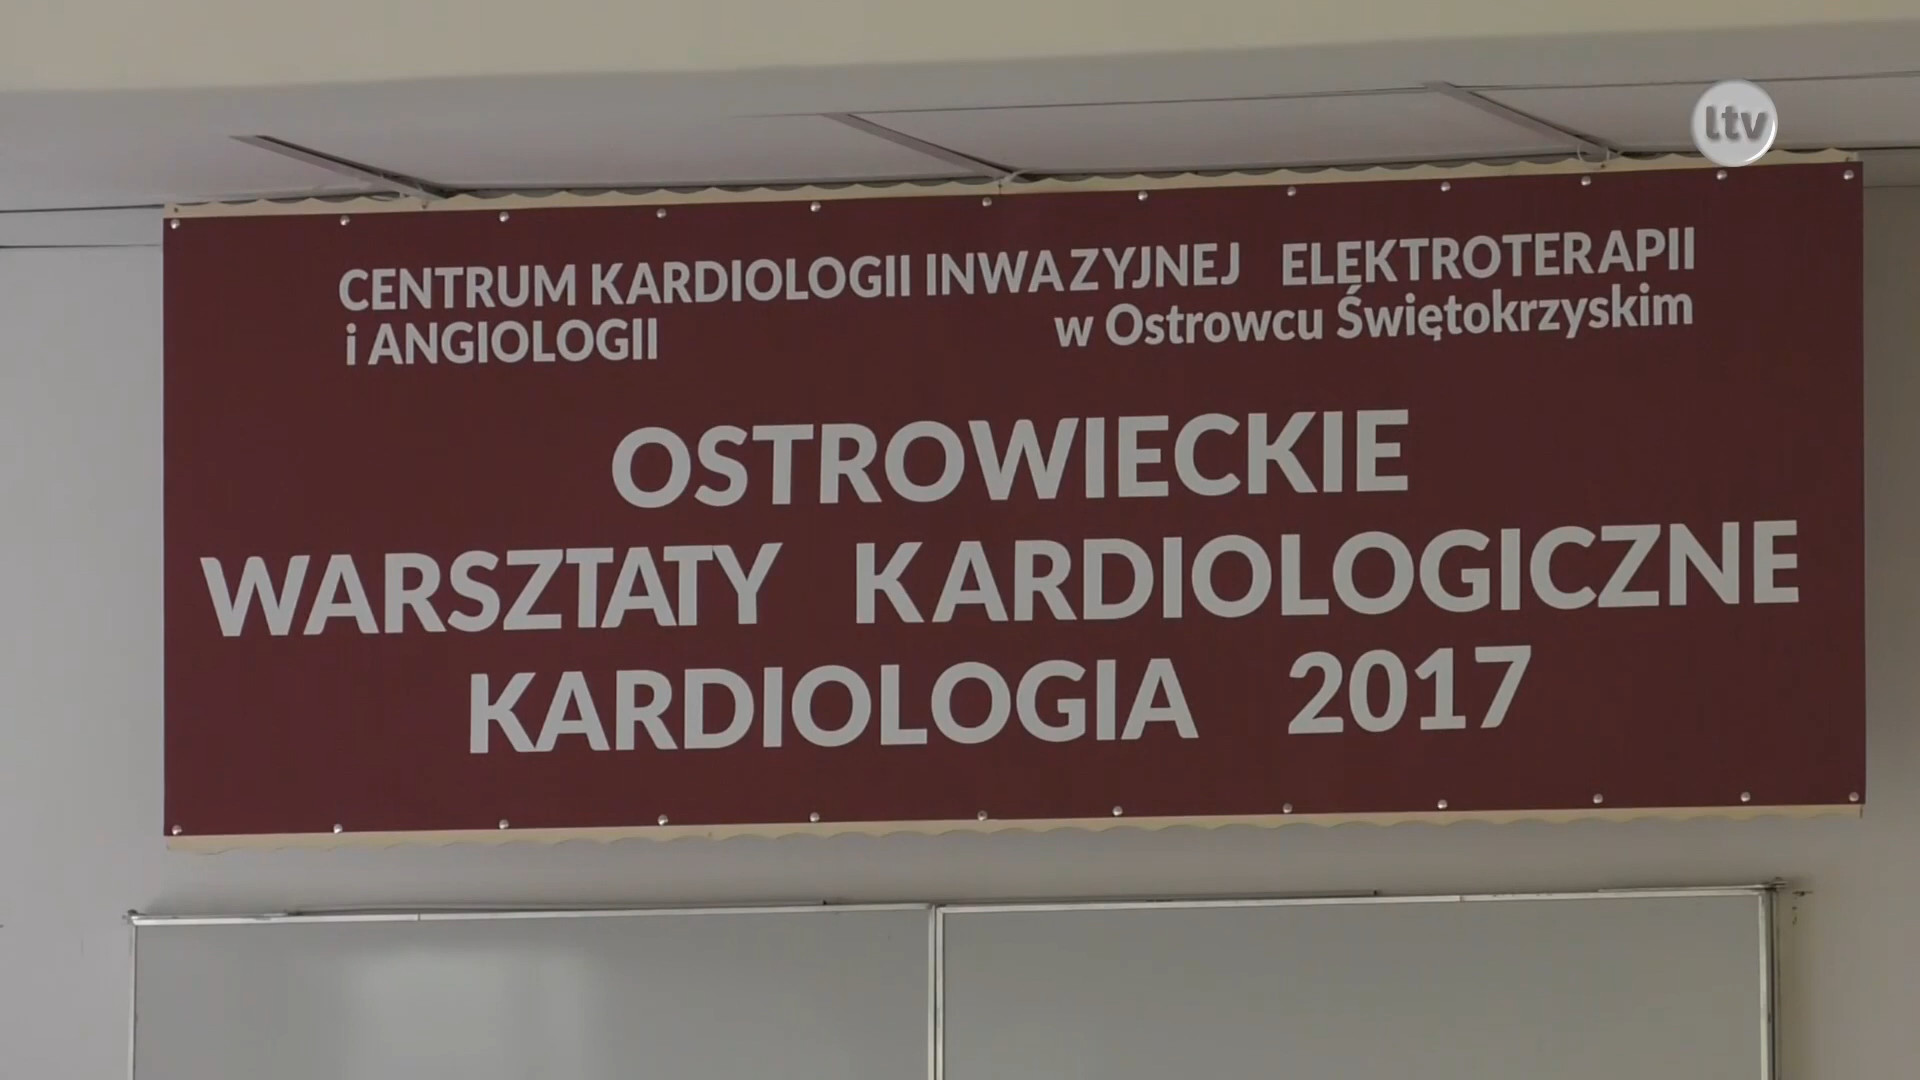 ltv
CENTRUM KARDIOLOGII INWAZYJNEJ ELEKTROTERAPII
i ANGIOLOGII w Ostrowcu Świętokrzyskim
OSTROWIECKIE
WARSZTATY KARDIOLOGICZNE
KARDIOLOGIA 2017